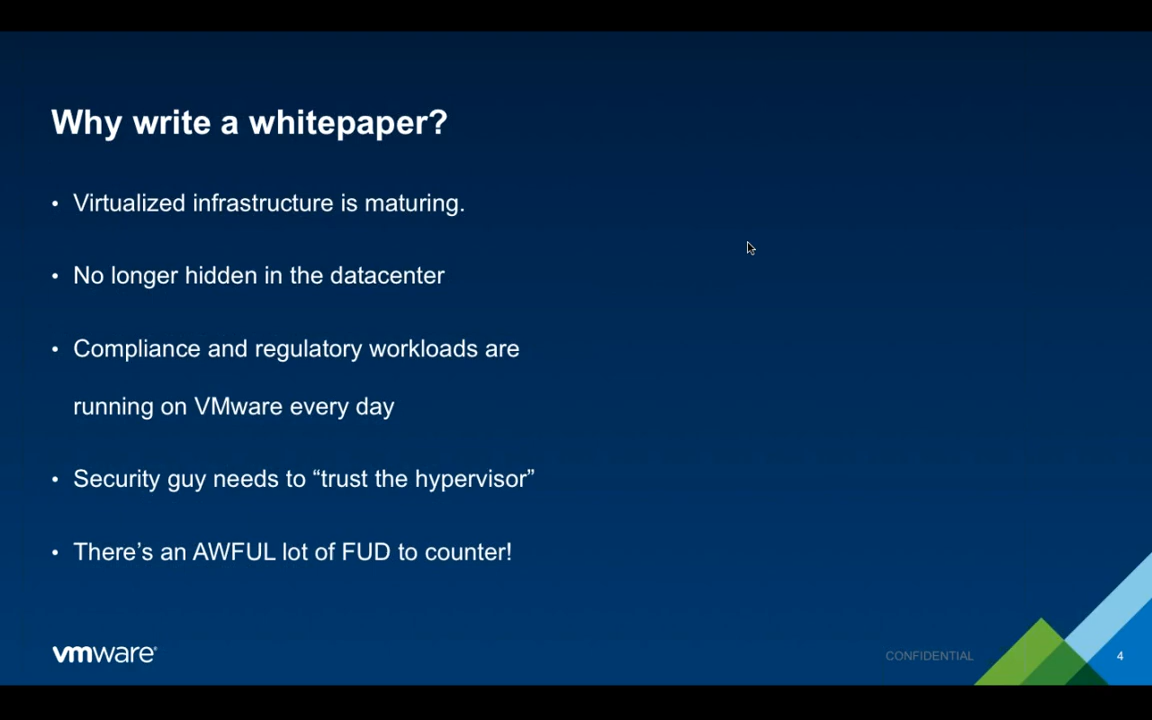 Why write a whitepaper?
• Virtualized infrastructure is maturing.
• No longer hidden in the datacenter
• Compliance and regulatory workloads are
running on VMware every day
• Security guy needs to “trust the hypervisor”
• There’s an AWFUL lot of FUD to counter!
vmware®
CONFIDENTIAL
4